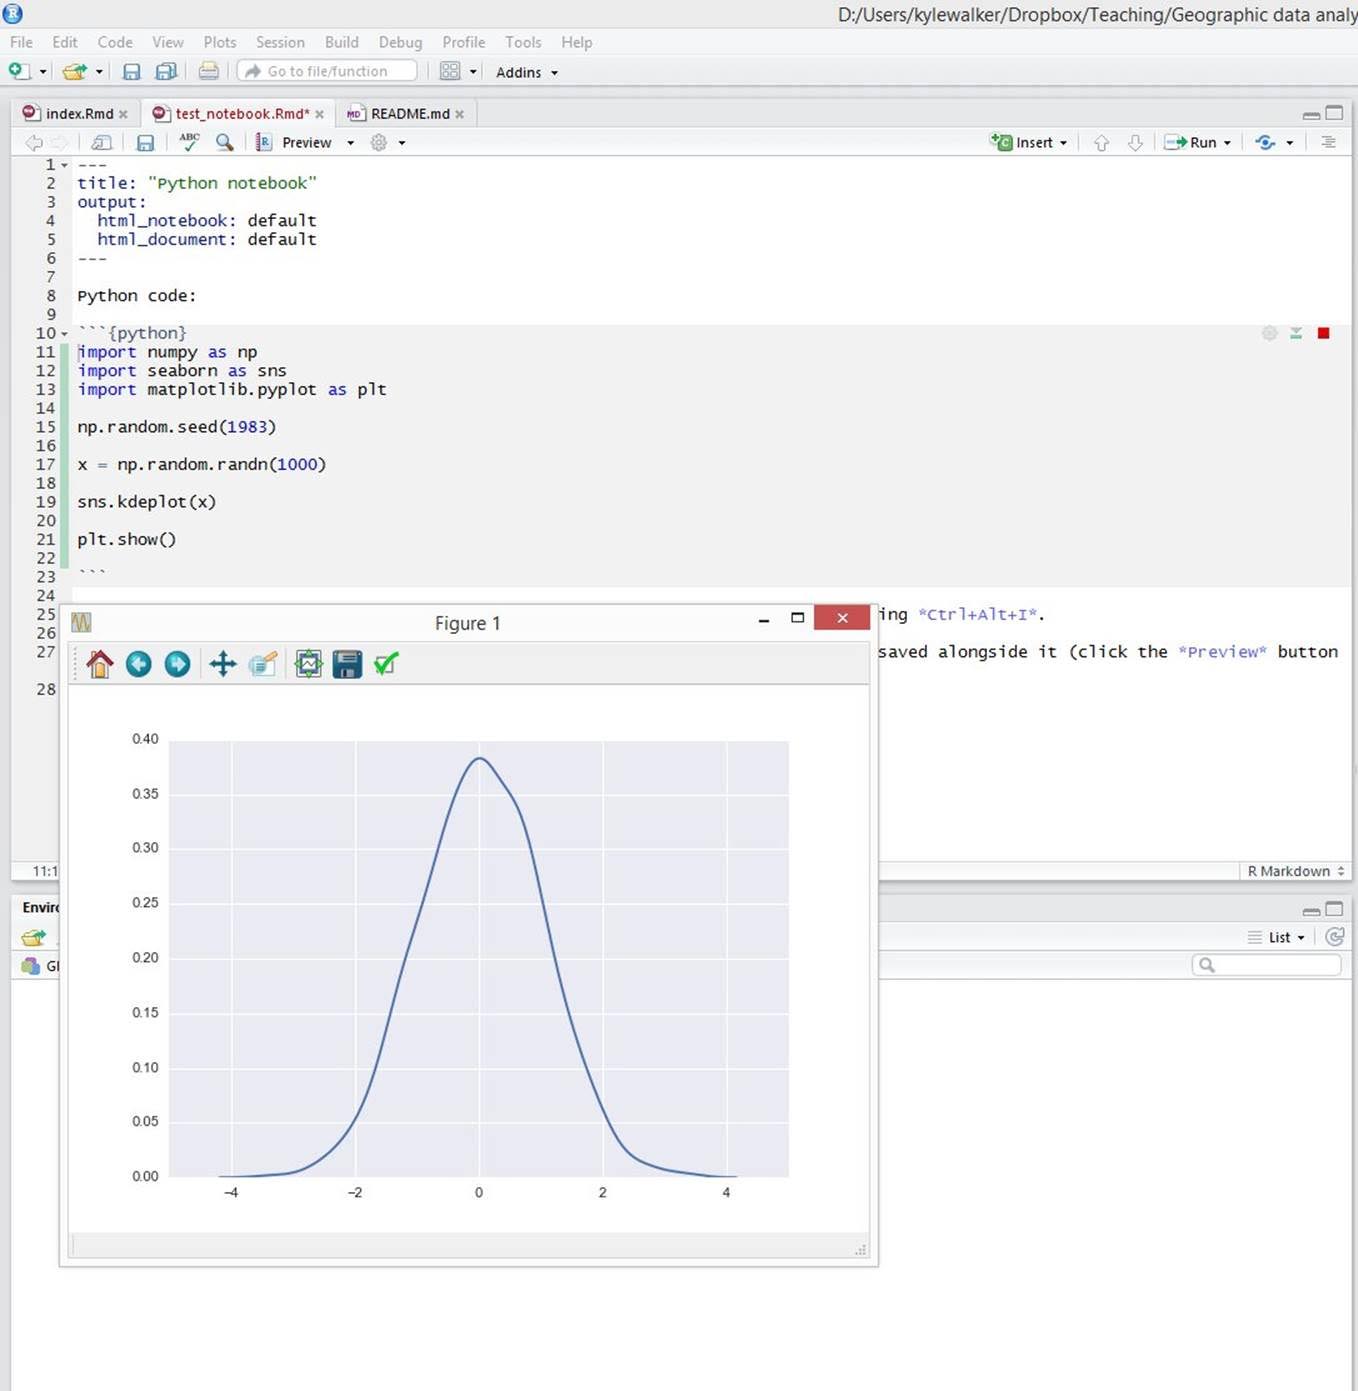 D:/Users/kylewalker/Dropbox/Teaching/Geographic data analy
File Edit Code View Plots Session Build Debug Profile Tools Help
Go to file/function Addins
index.Rmd test_notebook.Rmd* README.md
ABC Preview Insert Run
1 ---
2 title: "Python notebook"
3 output:
4 html_notebook: default
5 html_document: default
6 ---
7
8 Python code:
9
10 ```{python}
11 import numpy as np
12 import seaborn as sns
13 import matplotlib.pyplot as plt
14
15 np.random.seed(1983)
16
17 x = np.random.randn(1000)
18
19 sns.kdeplot(x)
20
21 plt.show()
22
23 ```
24
25 ing *Ctrl+Alt+I*.
26
27 saved alongside it (click the *Preview* button
28
Figure 1
0.40
0.35
0.30
0.25
0.20
0.15
0.10
0.05
0.00
−4 −2 0 2 4
11:1 R Markdown
Enviro
List
Gl